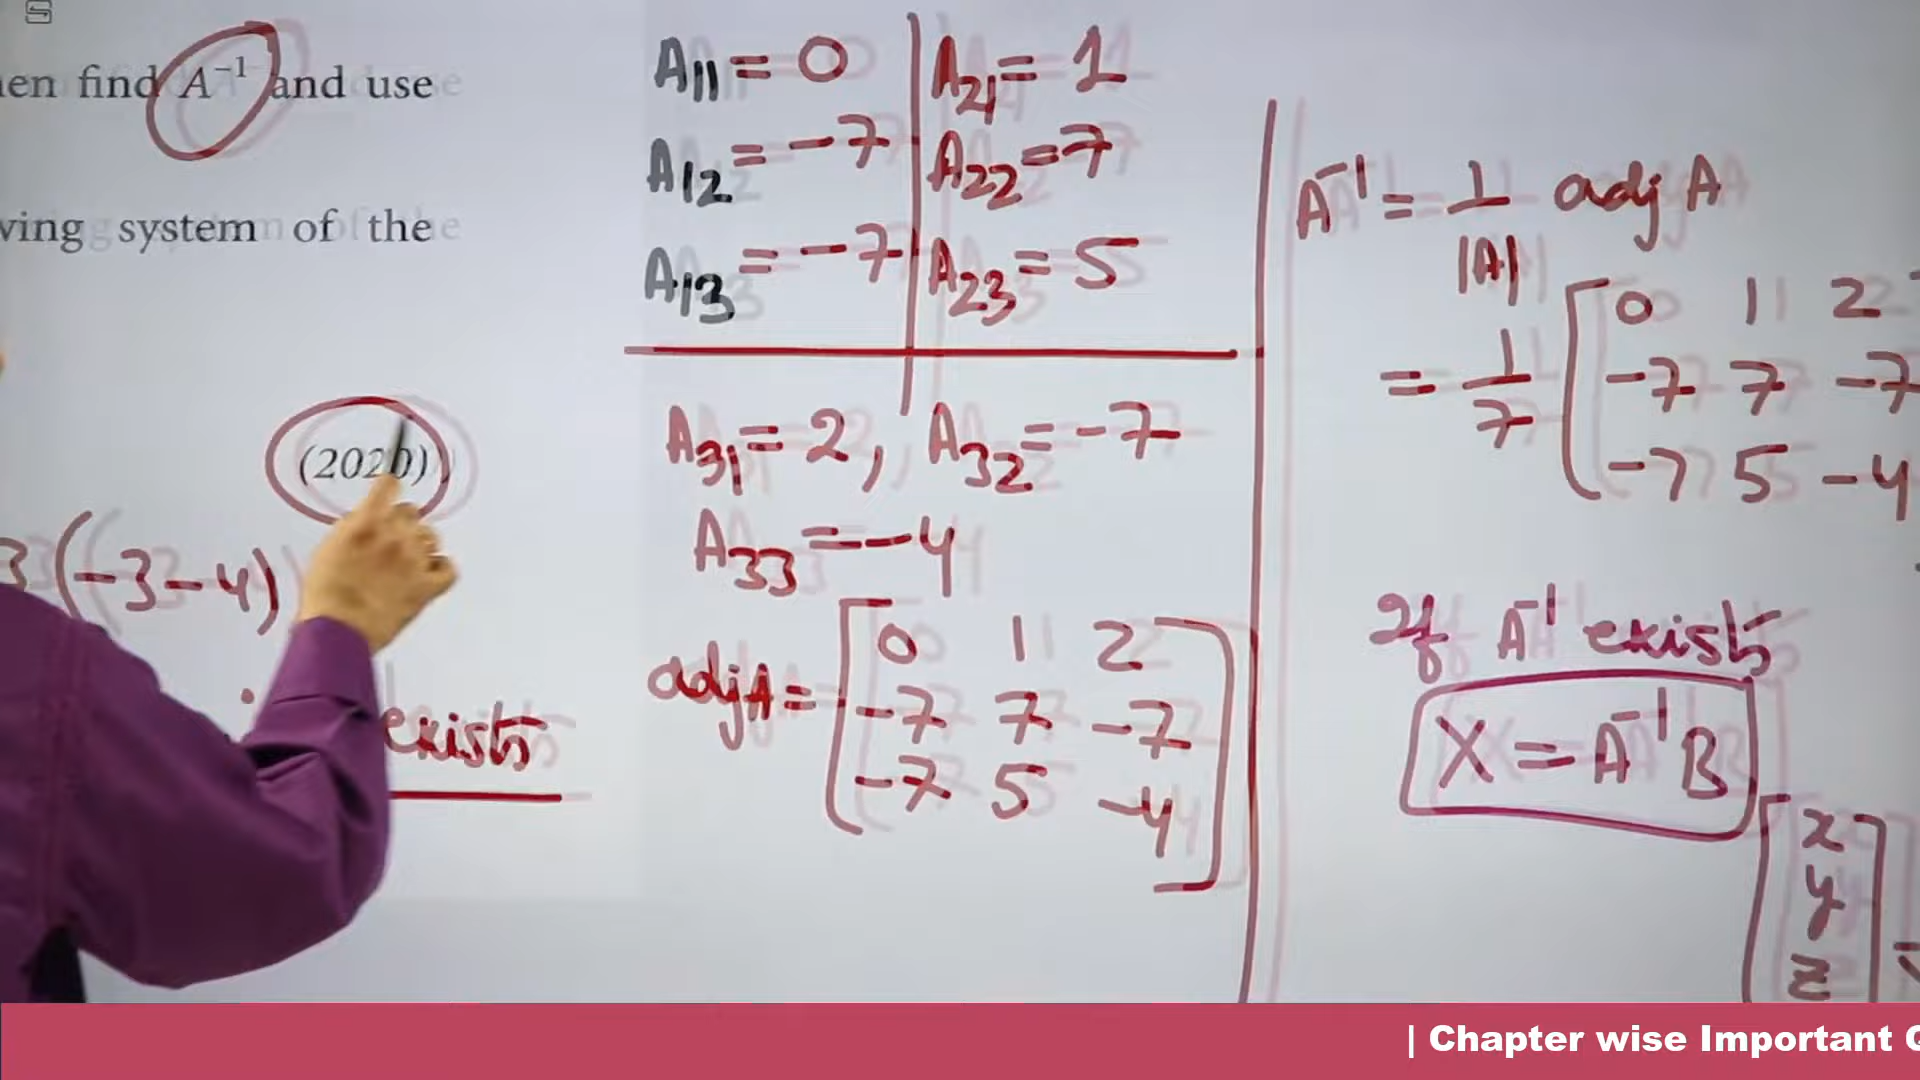 find A⁻¹ and use
system of the
(2020)
3(-3-4)
exists
A₁₁ = 0
A₁₂ = -7
A₁₃ = -7
A₂₁ = 1
A₂₂ = 7
A₂₃ = 5
A₃₁ = 2, A₃₂ = -7
A₃₃ = -4
adj A = [0 1 2
-7 7 -7
-7 5 -4]
A⁻¹ = 1/|A| adj A
= 1/7 [0 1 2
-7 7 -7
-7 5 -4
If A⁻¹ exists
X = A⁻¹B
[x
y
z]
| Chapter wise Important